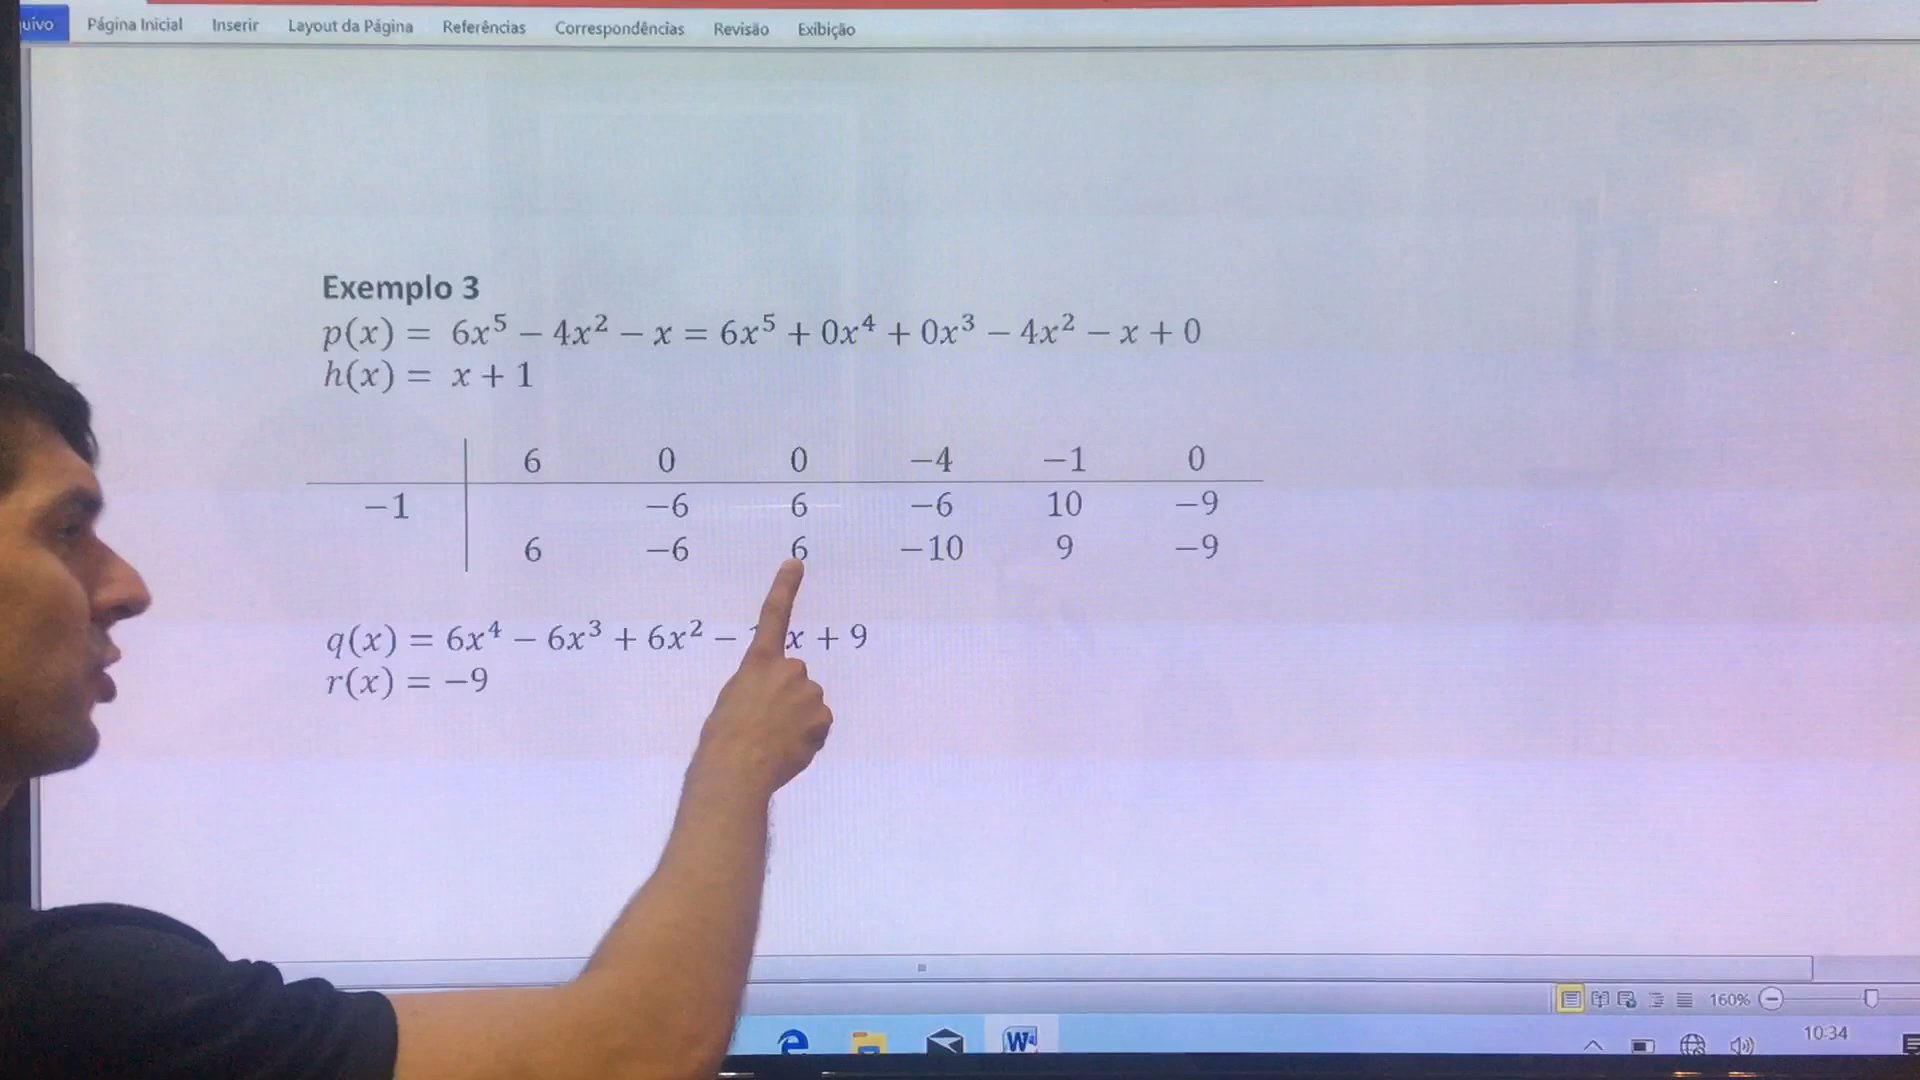 uivo Página Inicial Inserir Layout da Página Referências Correspondências Revisão Exibição
Exemplo 3
p(x) = 6x⁵ − 4x² − x = 6x⁵ + 0x⁴ + 0x³ − 4x² − x + 0
h(x) = x + 1
6 0 0 −4 −1 0
−1 −6 6 −6 10 −9
6 −6 6 −10 9 −9
q(x) = 6x⁴ − 6x³ + 6x² − x + 9
r(x) = −9
160%
10:34